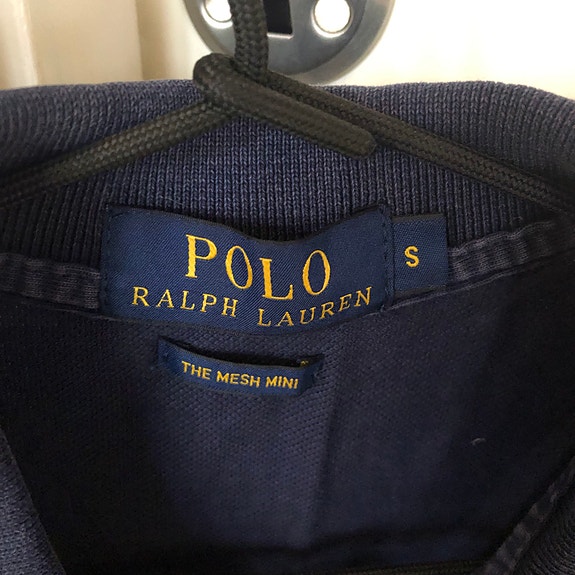 POLO
RALPH LAUREN
S
THE MESH MINI